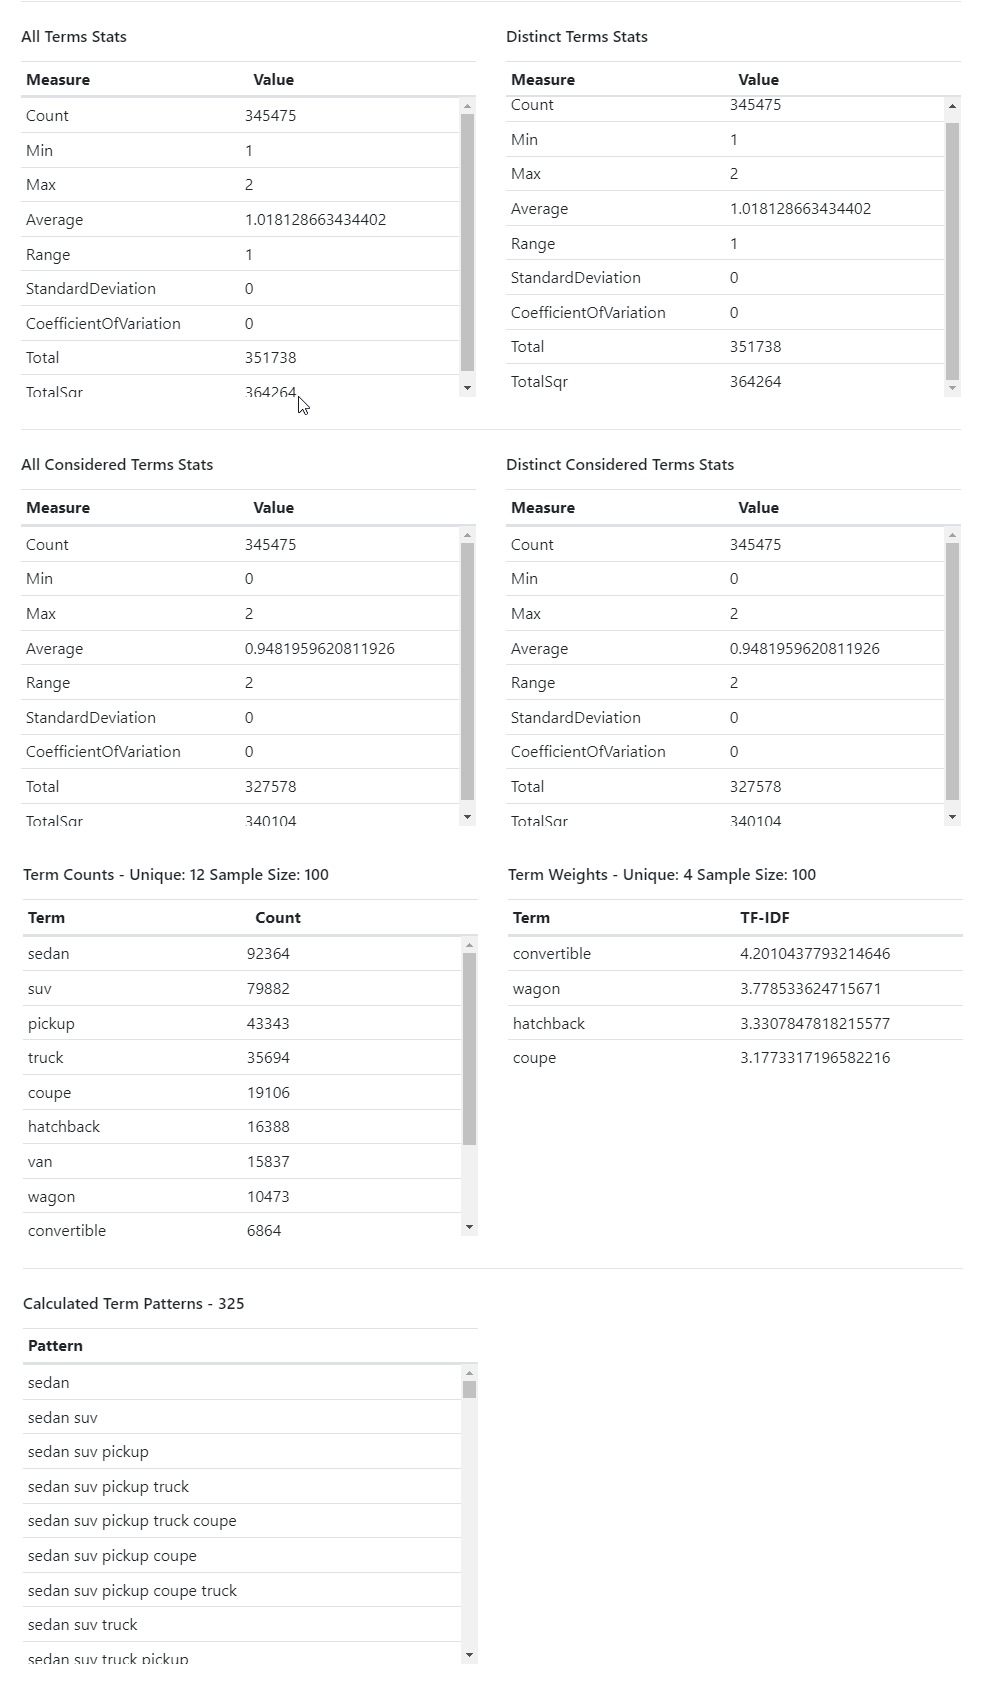 All Terms Stats
Measure Value
Count 345475
Min 1
Max 2
Average 1.018128663434402
Range 1
StandardDeviation 0
CoefficientOfVariation 0
Total 351738
TotalSqr 364264
Distinct Terms Stats
Measure Value
Count 345475
Min 1
Max 2
Average 1.018128663434402
Range 1
StandardDeviation 0
CoefficientOfVariation 0
Total 351738
TotalSqr 364264
All Considered Terms Stats
Measure Value
Count 345475
Min 0
Max 2
Average 0.9481959620811926
Range 2
StandardDeviation 0
CoefficientOfVariation 0
Total 327578
TotalSqr 340104
Distinct Considered Terms Stats
Measure Value
Count 345475
Min 0
Max 2
Average 0.9481959620811926
Range 2
StandardDeviation 0
CoefficientOfVariation 0
Total 327578
TotalSqr 340104
Term Counts - Unique: 12 Sample Size: 100
Term Count
sedan 92364
suv 79882
pickup 43343
truck 35694
coupe 19106
hatchback 16388
van 15837
wagon 10473
convertible 6864
Term Weights - Unique: 4 Sample Size: 100
Term TF-IDF
convertible 4.2010437793214646
wagon 3.778533624715671
hatchback 3.3307847818215577
coupe 3.1773317196582216
Calculated Term Patterns - 325
Pattern
sedan
sedan suv
sedan suv pickup
sedan suv pickup truck
sedan suv pickup truck coupe
sedan suv pickup coupe
sedan suv pickup coupe truck
sedan suv truck
sedan suv truck pickup